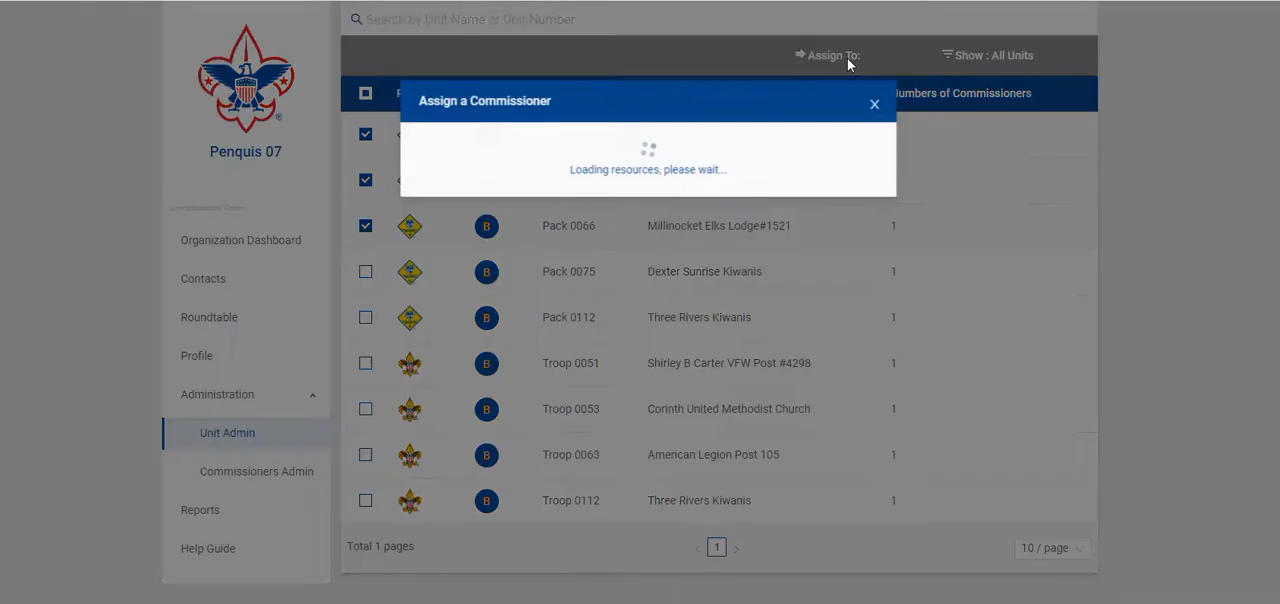 Search by Unit Name or Unit Number
Assign To:
Show : All Units
Numbers of Commissioners
Assign a Commissioner
X
Loading resources, please wait...
Penquis 07
Organization Dashboard
Contacts
Roundtable
Profile
Administration
Unit Admin
Commissioners Admin
Reports
Help Guide
B Pack 0066 Millinocket Elks Lodge#1521 1
B Pack 0075 Dexter Sunrise Kiwanis 1
B Pack 0112 Three Rivers Kiwanis 1
B Troop 0051 Shirley B Carter VFW Post #4298 1
B Troop 0053 Corinth United Methodist Church 1
B Troop 0063 American Legion Post 105 1
B Troop 0112 Three Rivers Kiwanis 1
Total 1 pages
< 1 >
10 / page